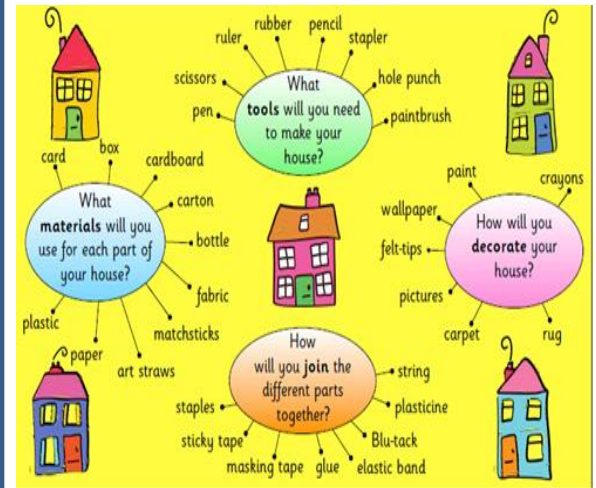 What
tools will you need
to make your
house?
pen
scissors
ruler
rubber
pencil
stapler
hole punch
paintbrush
What
materials will you
use for each part of
your house?
card
box
cardboard
carton
bottle
fabric
matchsticks
art straws
paper
plastic
How will you
decorate your
house?
paint
crayons
wallpaper
felt-tips
pictures
carpet
rug
How
will you join the
different parts
together?
staples
sticky tape
masking tape
glue
elastic band
Blu-tack
plasticine
string